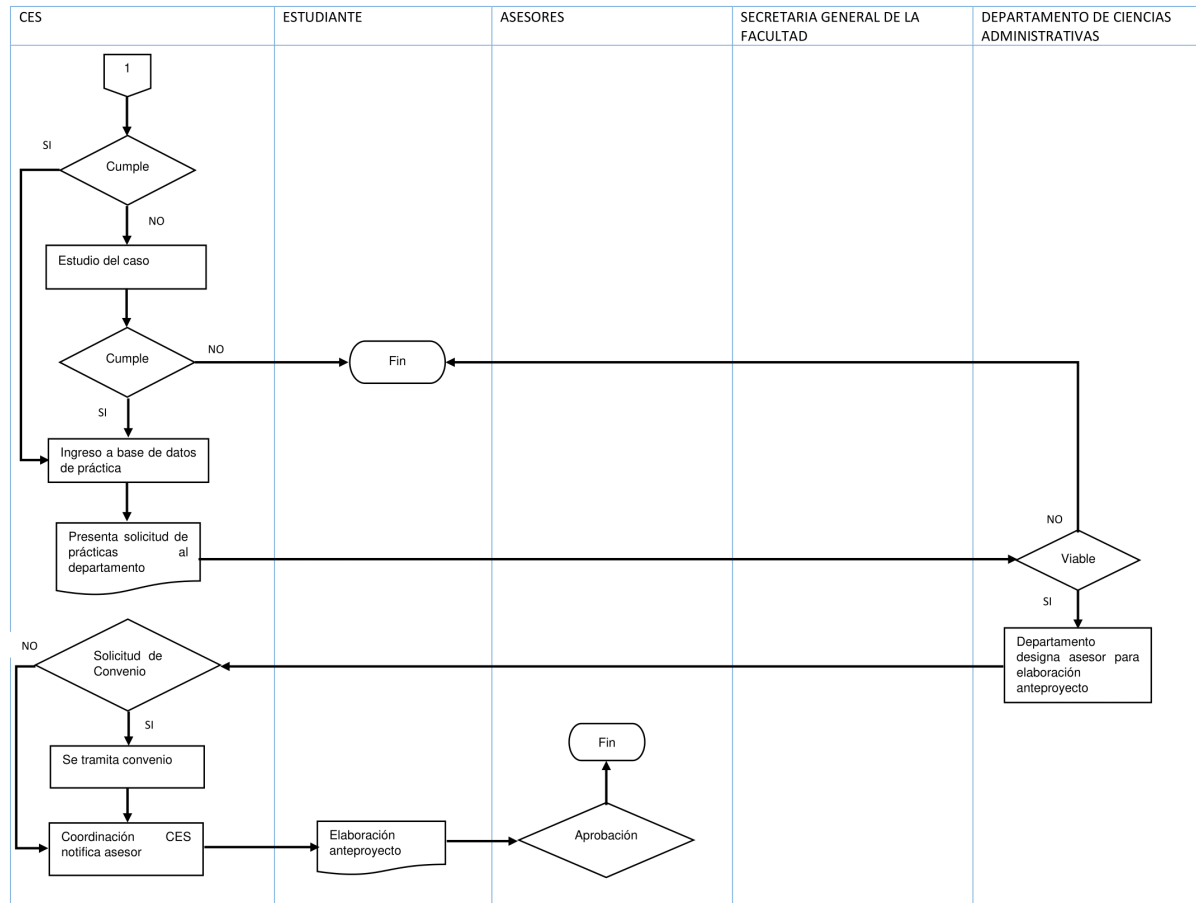 CES
ESTUDIANTE
ASESORES
SECRETARIA GENERAL DE LA
FACULTAD
DEPARTAMENTO DE CIENCIAS
ADMINISTRATIVAS
1
SI
Cumple
NO
Estudio del caso
Cumple
NO
Fin
SI
Ingreso a base de datos
de práctica
Presenta solicitud de
prácticas al
departamento
NO
Viable
SI
Departamento
designa asesor para
elaboración
anteproyecto
NO
Solicitud de
Convenio
SI
Se tramita convenio
Fin
Coordinación CES
notifica asesor
Elaboración
anteproyecto
Aprobación